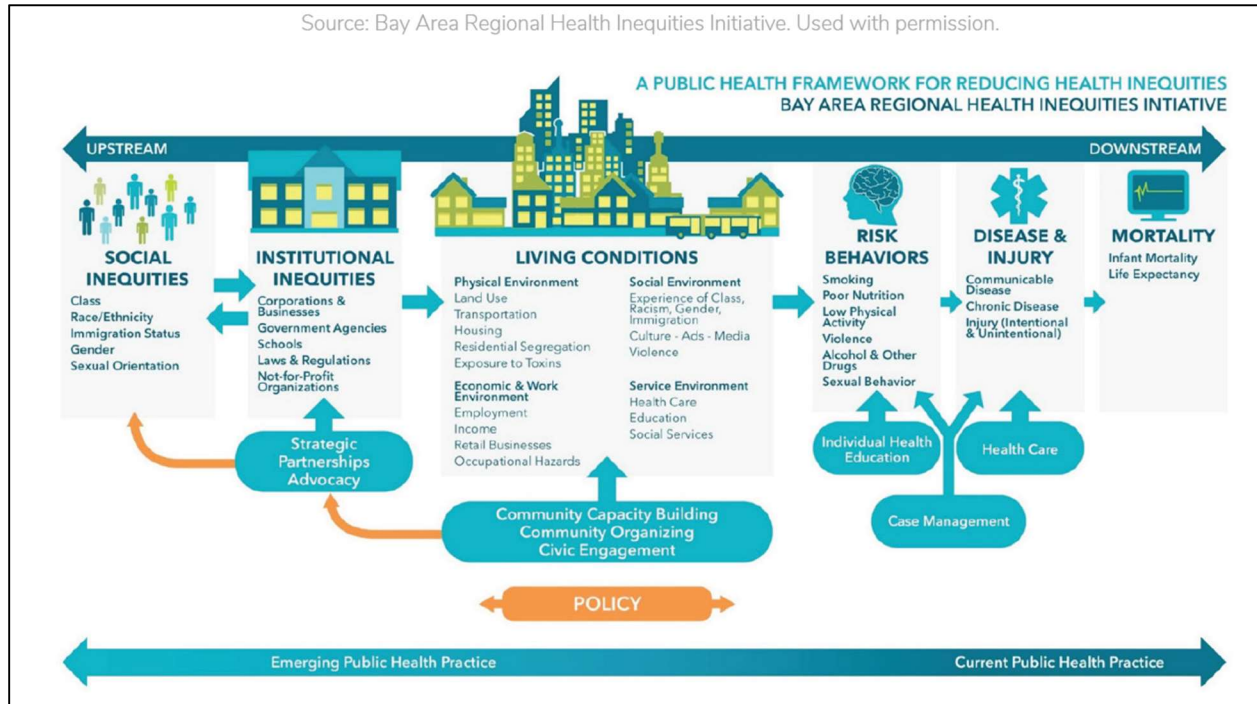 Source: Bay Area Regional Health Inequities Initiative. Used with permission.
A PUBLIC HEALTH FRAMEWORK FOR REDUCING HEALTH INEQUITIES
BAY AREA REGIONAL HEALTH INEQUITIES INTIATIVE
UPSTREAM
DOWNSTREAM
SOCIAL
INEQUITIES
Class
Race/Ethnicity
Immigration Status
Gender
Sexual Orientation
INSTITUTIONAL
INEQUITIES
Corporations &
Businesses
Government Agencies
Schools
Laws & Regulations
Not-for-Profit
Organizations
LIVING CONDITIONS
Physical Environment
Land Use
Transportation
Housing
Residential Segregation
Exposure to Toxins
Economic & Work
Environment
Employment
Income
Retail Businesses
Occupational Hazards
Social Environment
Experience of Class,
Racism, Gender,
Immigration
Culture - Ads - Media
Violence
Service Environment
Health Care
Education
Social Services
RISK
BEHAVIORS
Smoking
Poor Nutrition
Low Physical
Activity
Violence
Alcohol & Other
Drugs
Sexual Behavior
DISEASE &
INJURY
Communicable
Disease
Chronic Disease
Injury (Intentional
& Unintentional)
MORTALITY
Infant Mortality
Life Expectancy
Strategic
Partnerships
Advocacy
Community Capacity Building
Community Organizing
Civic Engagement
Individual Health
Education
Health Care
Case Management
POLICY
Emerging Public Health Practice
Current Public Health Practice